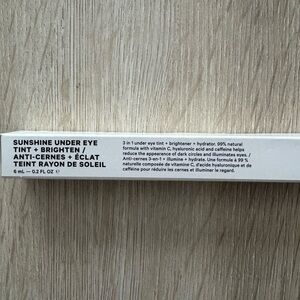 SUNSHINE UNDER EYE
TINT + BRIGHTEN /
ANTI-CERNES + ÉCLAT
TEINT RAYON DE SOLEIL
6 mL — 0.2 FL OZ ℮
3 in 1 under eye tint + brightener + hydrator. 99% natural
formula with vitamin C, hyaluronic acid and caffeine helps
reduce the appearance of dark circles and illuminates eyes. /
Anti-cernes 3-en-1 + illumine + hydrate. Une formule à 99 %
naturelle composée de vitamine C, d'acide hyaluronique et de
caféine pour réduire les cernes et illuminer le regard.